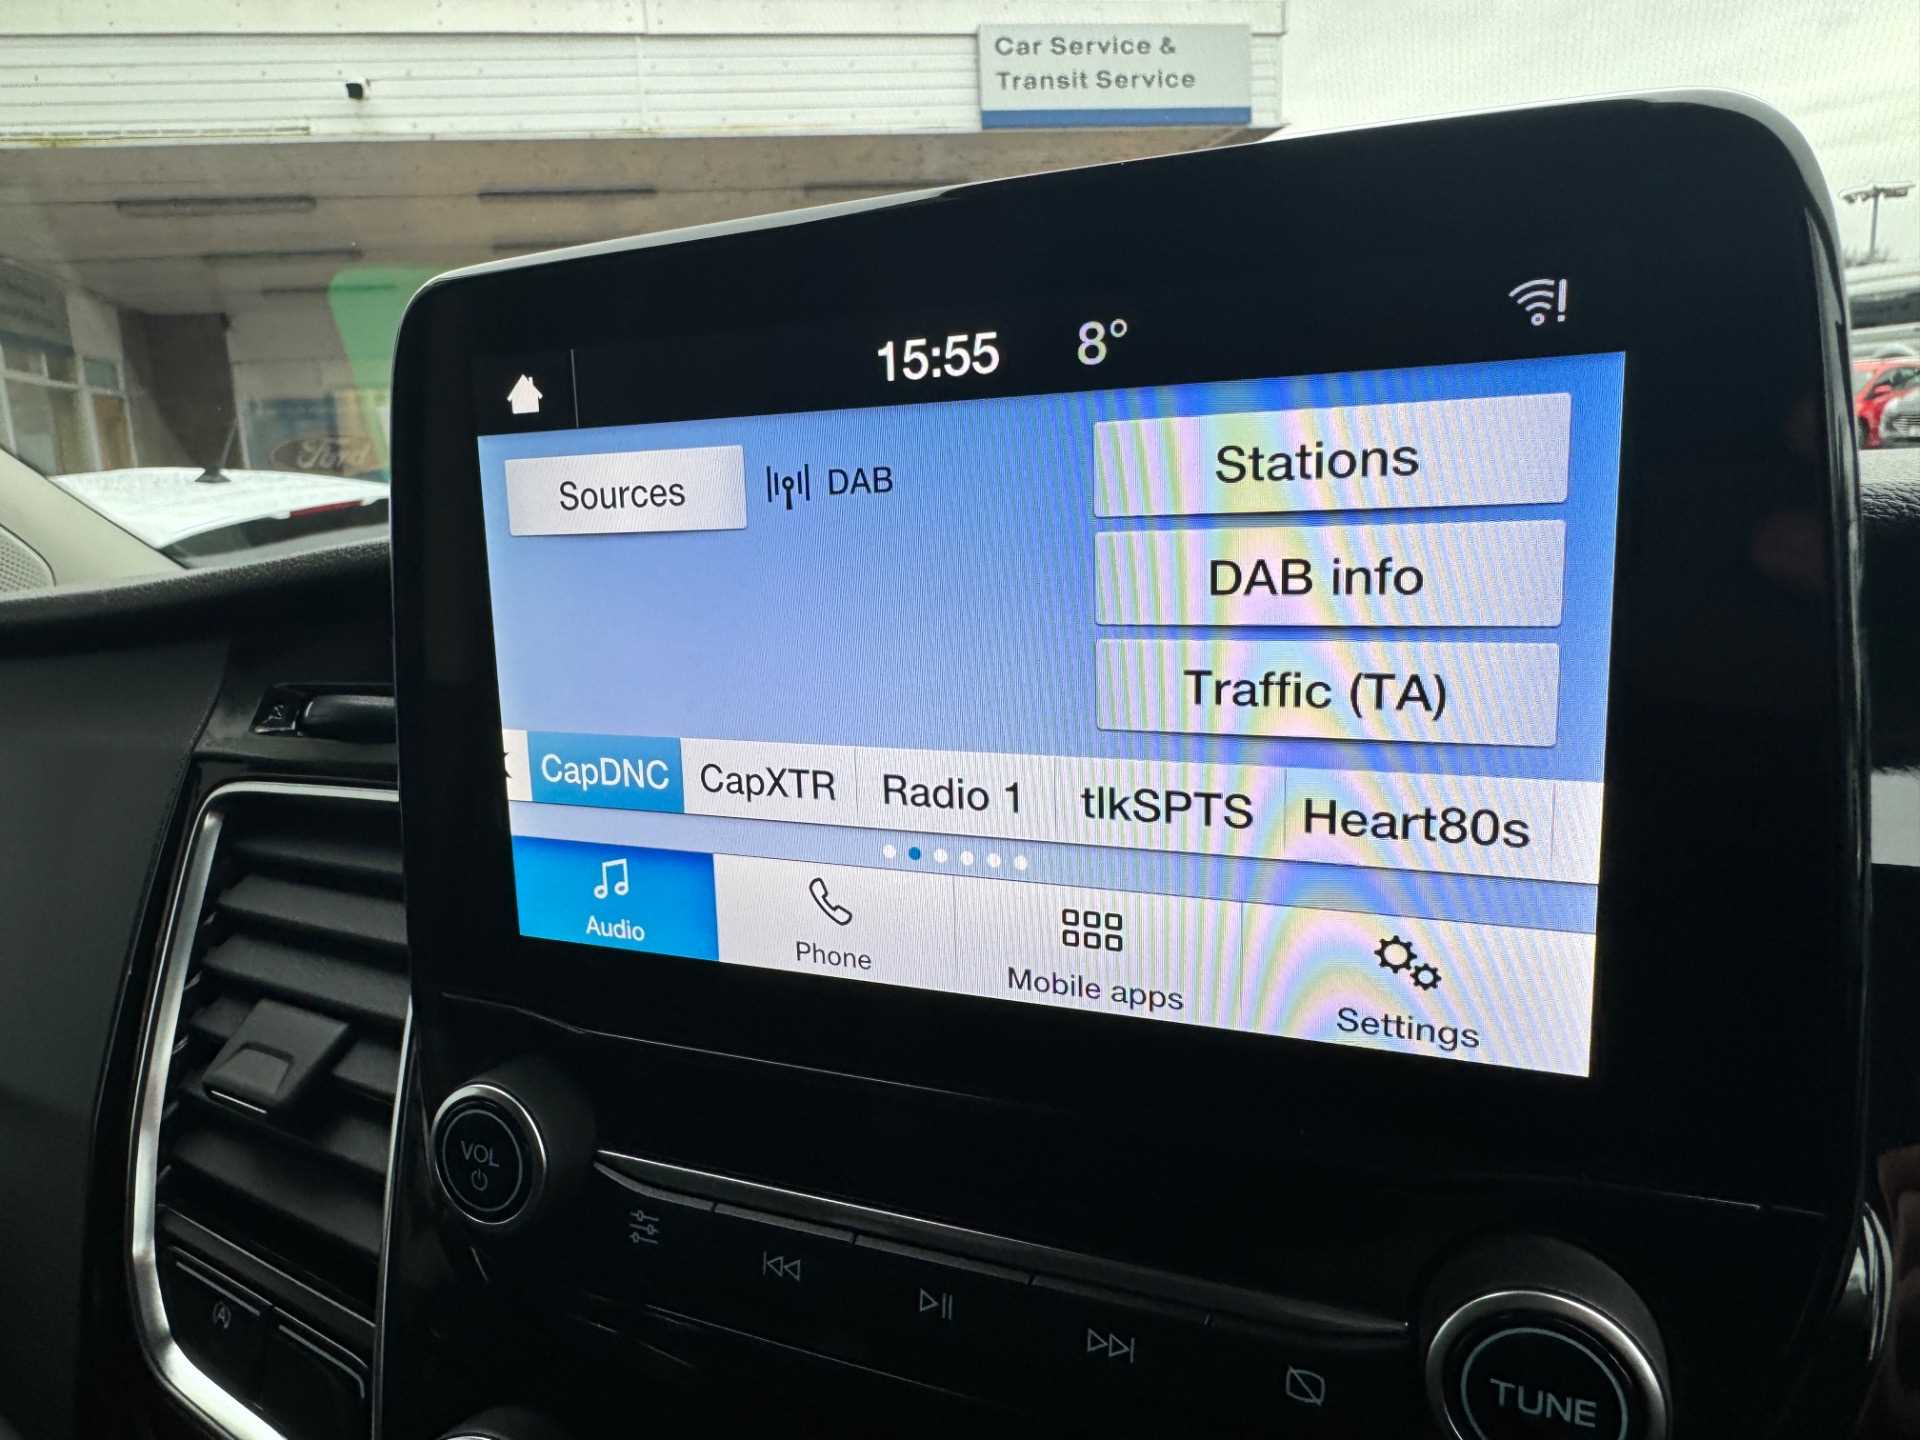 Car Service &
Transit Service
Ford
15:55 8°
Sources DAB
Stations
DAB info
Traffic (TA)
CapDNC CapXTR Radio 1 tlkSPTS Heart80s
Audio Phone Mobile apps Settings
VOL
(A)
TUNE